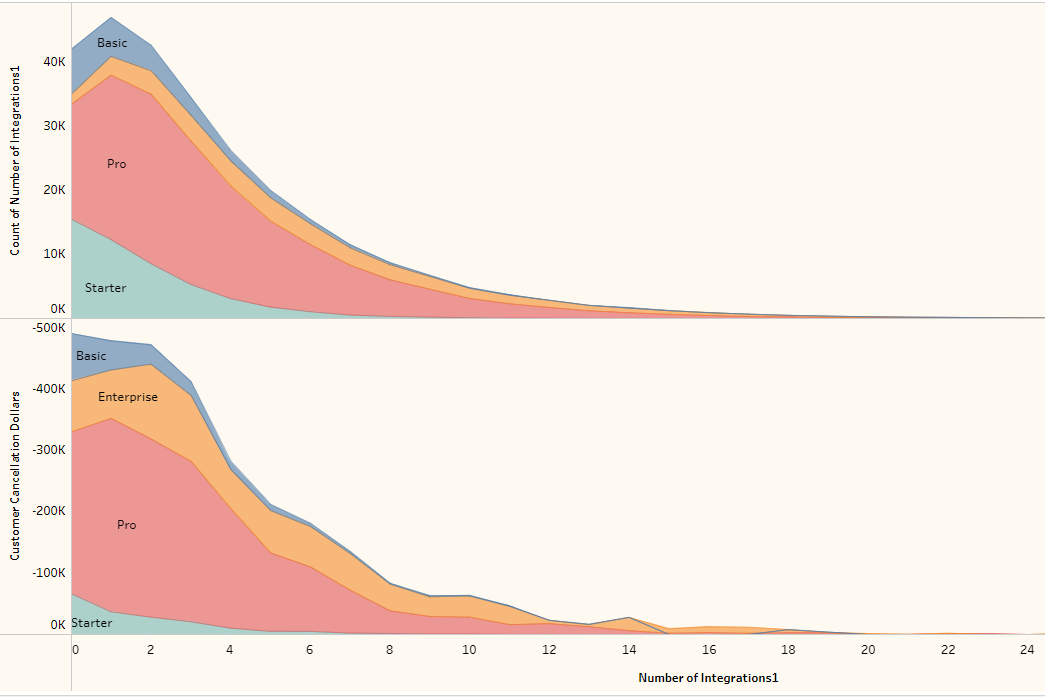 Count of Number of Integrations1
40K
30K
20K
10K
0K
Basic
Pro
Starter
Customer Cancellation Dollars
-500K
-400K
-300K
-200K
-100K
0K
Basic
Enterprise
Pro
Starter
0 2 4 6 8 10 12 14 16 18 20 22 24
Number of Integrations1